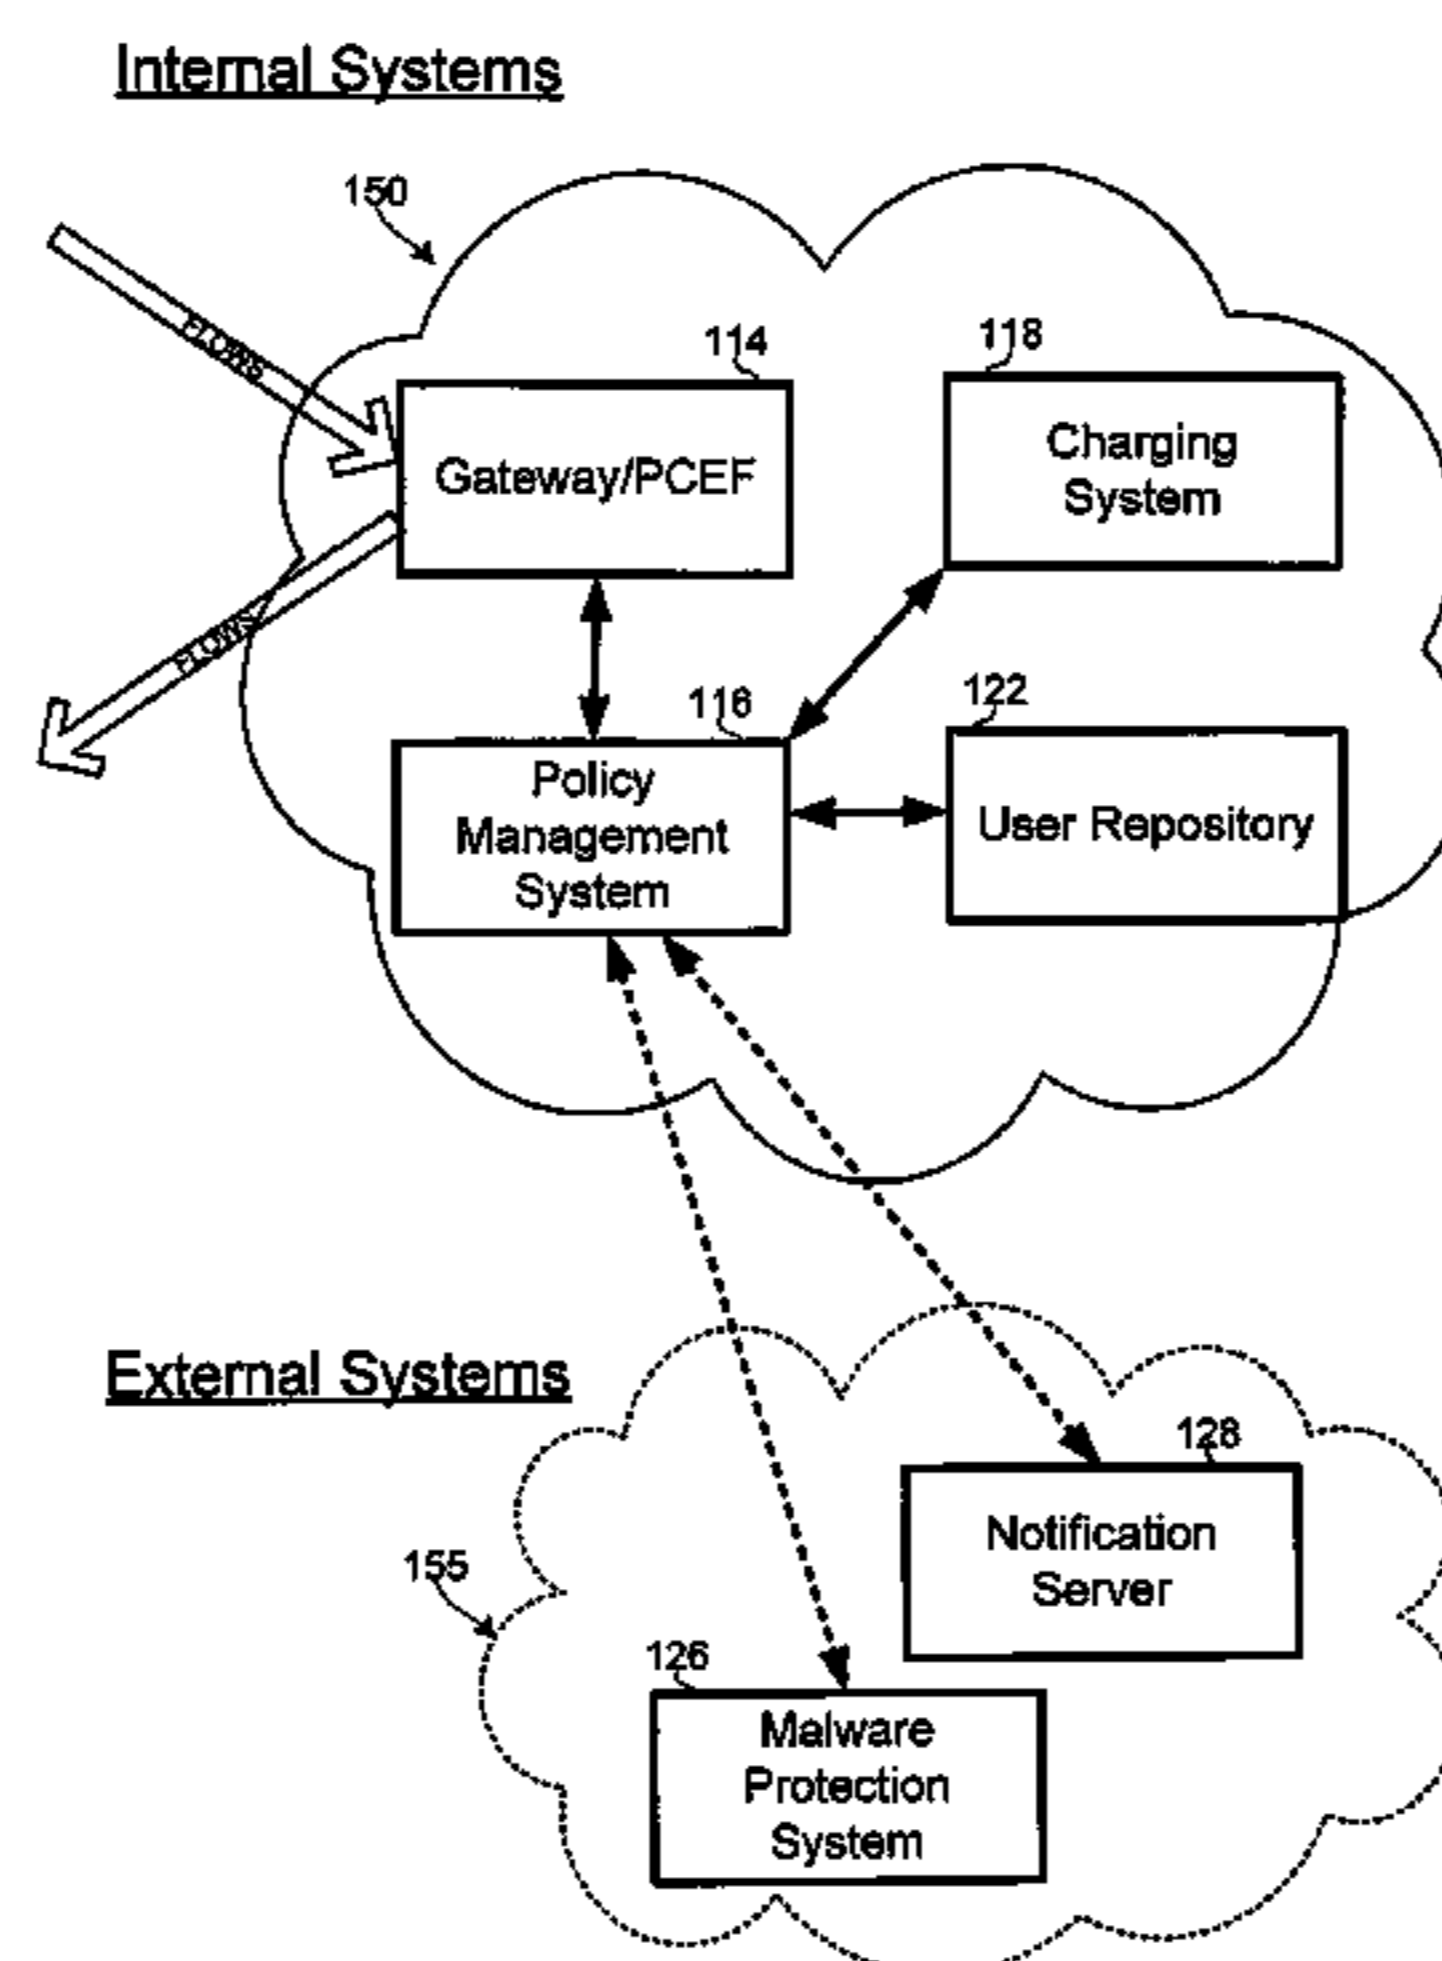 Internal Systems
150
FLOWS
114
118
Gateway/PCEF
Charging
System
FLOWS
116
122
Policy
Management
System
User Repository
External Systems
128
Notification
Server
155
126
Malware
Protection
System